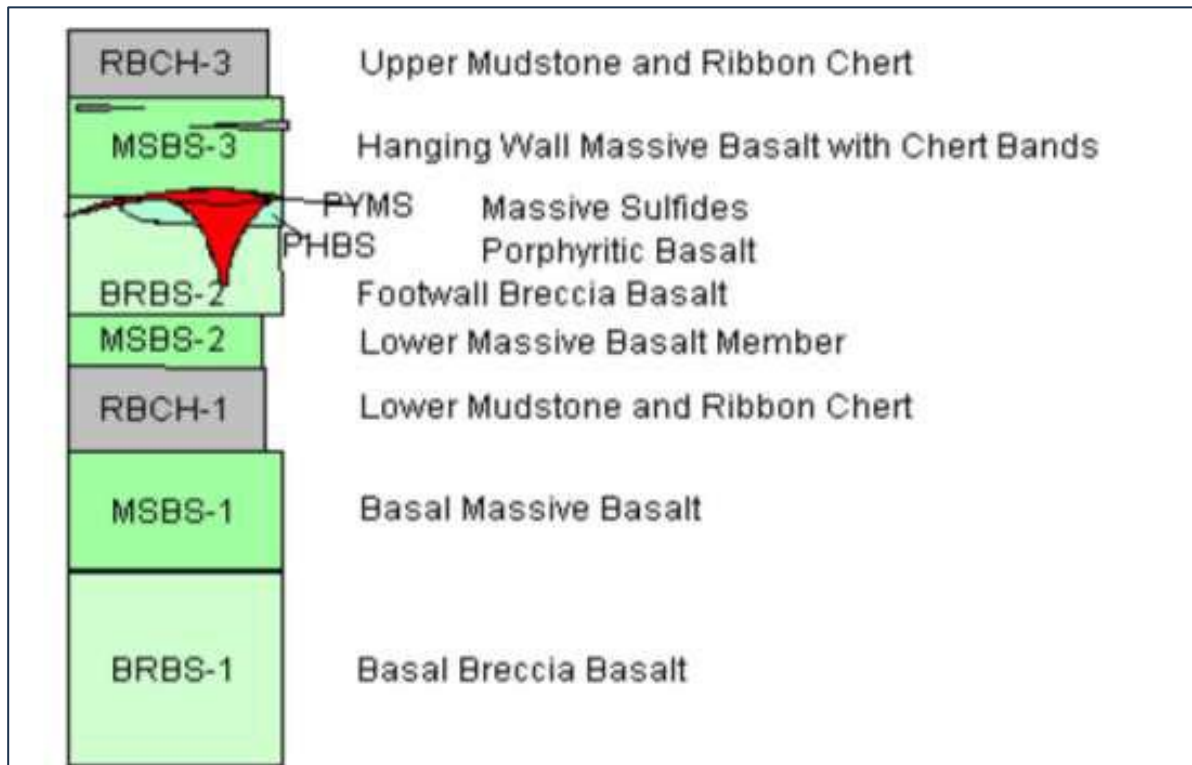 RBCH-3 Upper Mudstone and Ribbon Chert
MSBS-3 Hanging Wall Massive Basalt with Chert Bands
PYMS Massive Sulfides
PHBS Porphyritic Basalt
BRBS-2 Footwall Breccia Basalt
MSBS-2 Lower Massive Basalt Member
RBCH-1 Lower Mudstone and Ribbon Chert
MSBS-1 Basal Massive Basalt
BRBS-1 Basal Breccia Basalt